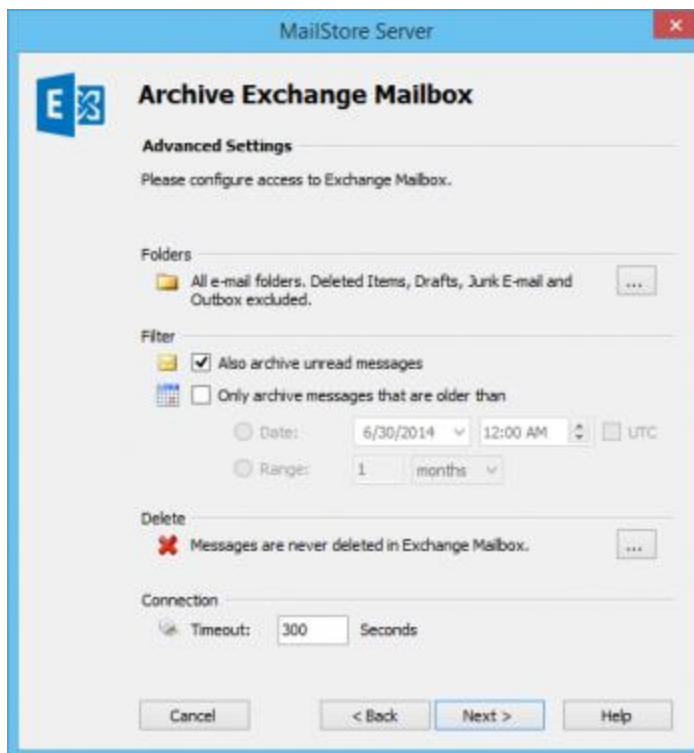 MailStore Server
E
Archive Exchange Mailbox
Advanced Settings
Please configure access to Exchange Mailbox.
Folders
All e-mail folders. Deleted Items, Drafts, Junk E-mail and
Outbox excluded.
...
Filter
Also archive unread messages
Only archive messages that are older than
Date: 6/30/2014 12:00 AM UTC
Range: 1 months
Delete
Messages are never deleted in Exchange Mailbox. ...
Connection
Timeout: 300 Seconds
Cancel < Back Next > Help